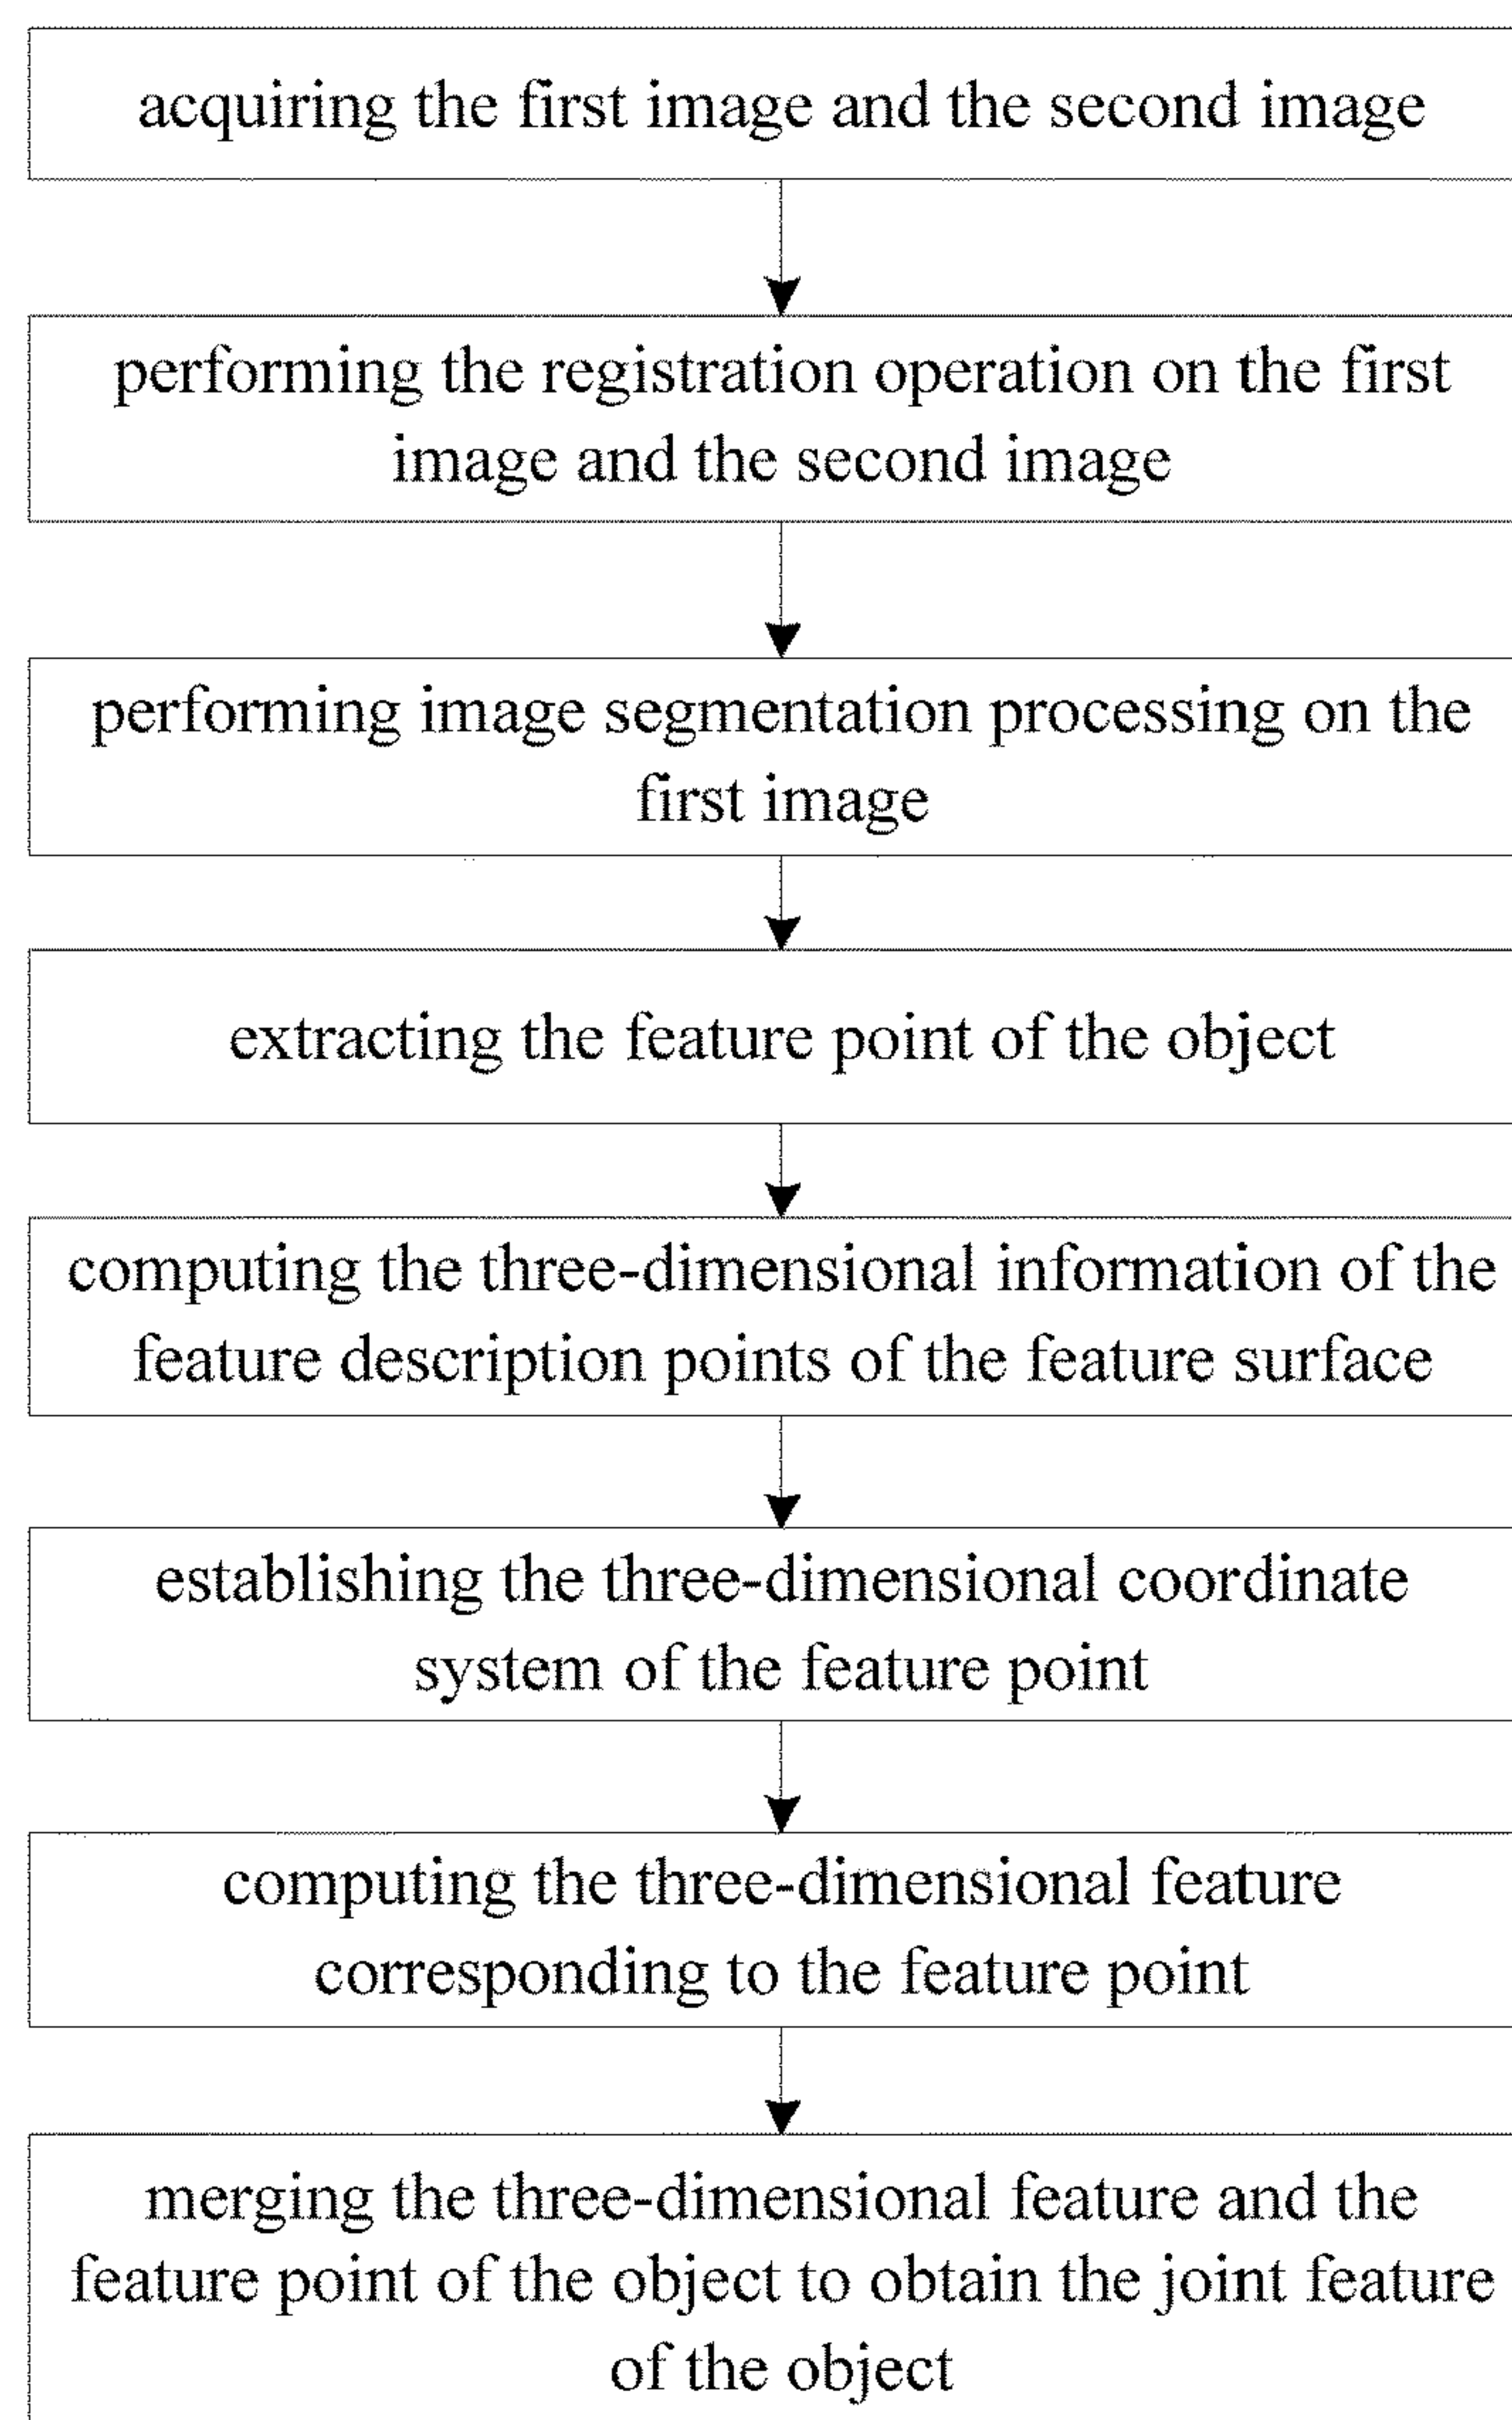 acquiring the first image and the second image
performing the registration operation on the first
image and the second image
performing image segmentation processing on the
first image
extracting the feature point of the object
computing the three-dimensional information of the
feature description points of the feature surface
establishing the three-dimensional coordinate
system of the feature point
computing the three-dimensional feature
corresponding to the feature point
merging the three-dimensional feature and the
feature point of the object to obtain the joint feature
of the object